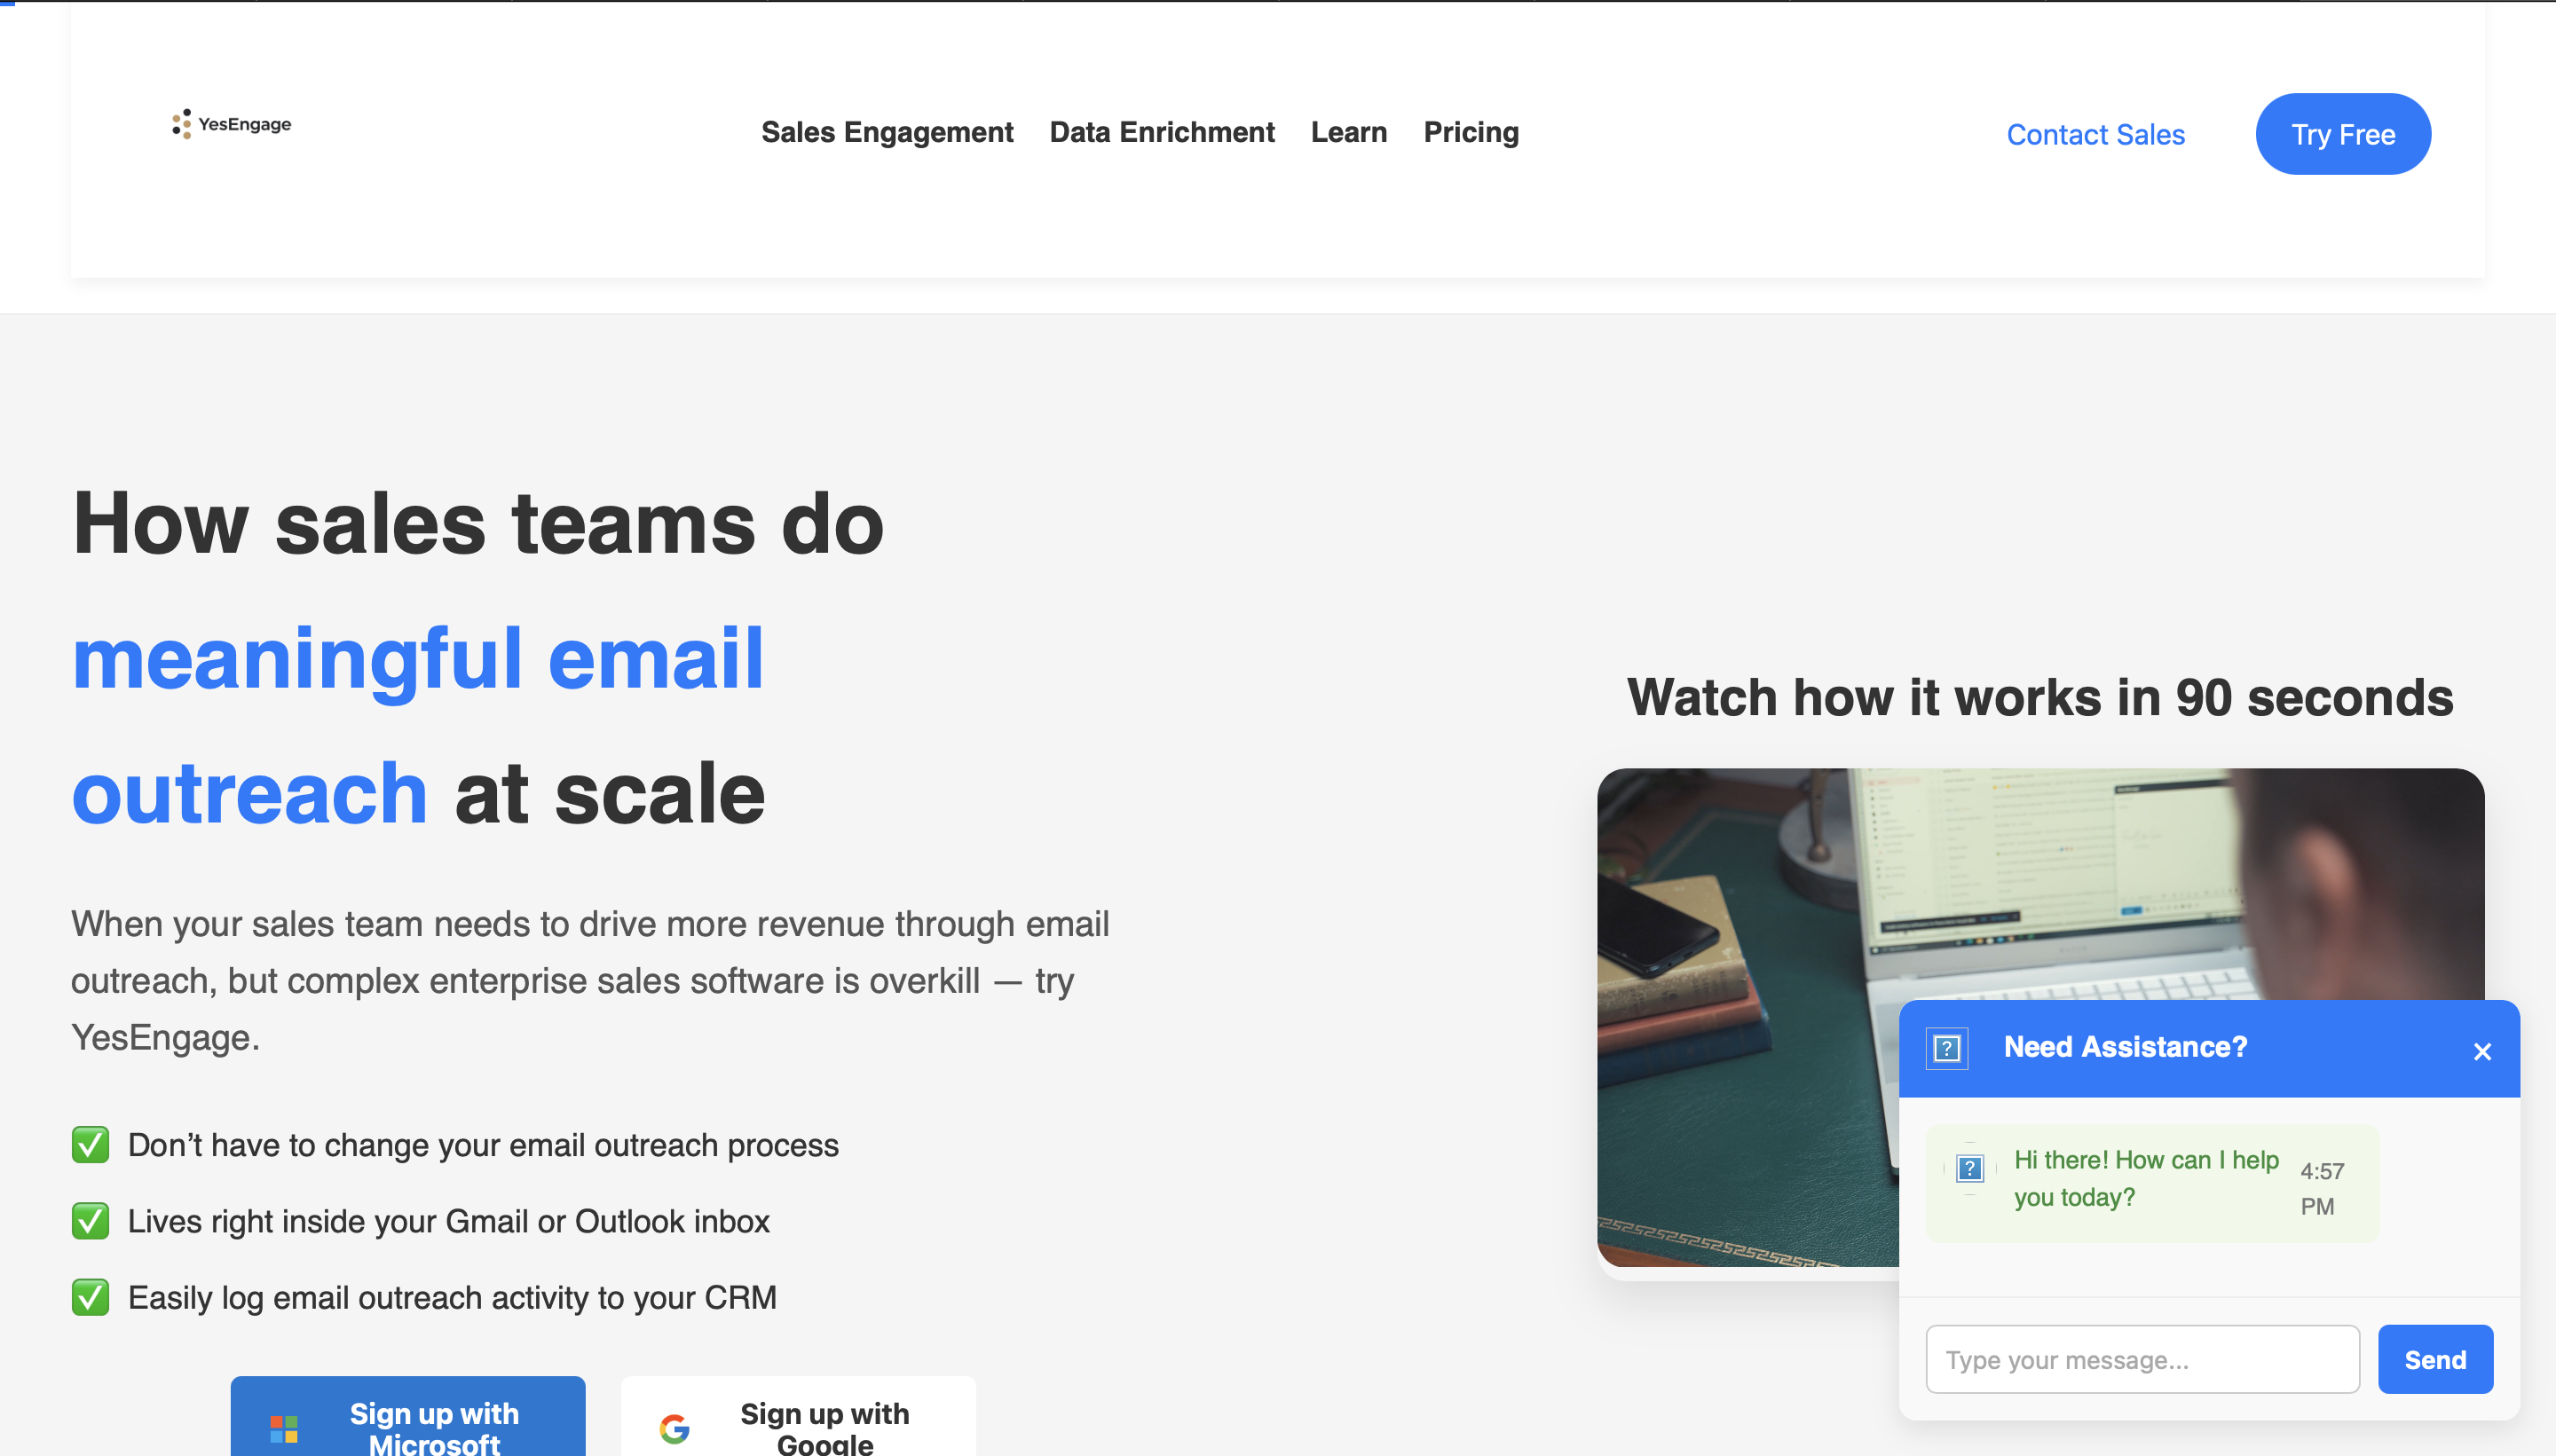 YesEngage
Sales Engagement
Data Enrichment
Learn
Pricing
Contact Sales
Try Free
How sales teams do
meaningful email
outreach at scale
When your sales team needs to drive more revenue through email
outreach, but complex enterprise sales software is overkill — try
YesEngage.
✅ Don’t have to change your email outreach process
✅ Lives right inside your Gmail or Outlook inbox
✅ Easily log email outreach activity to your CRM
Sign up with
Microsoft
Sign up with
Google
Watch how it works in 90 seconds
Need Assistance?
×
Hi there! How can I help
you today?
4:57
PM
Type your message...
Send